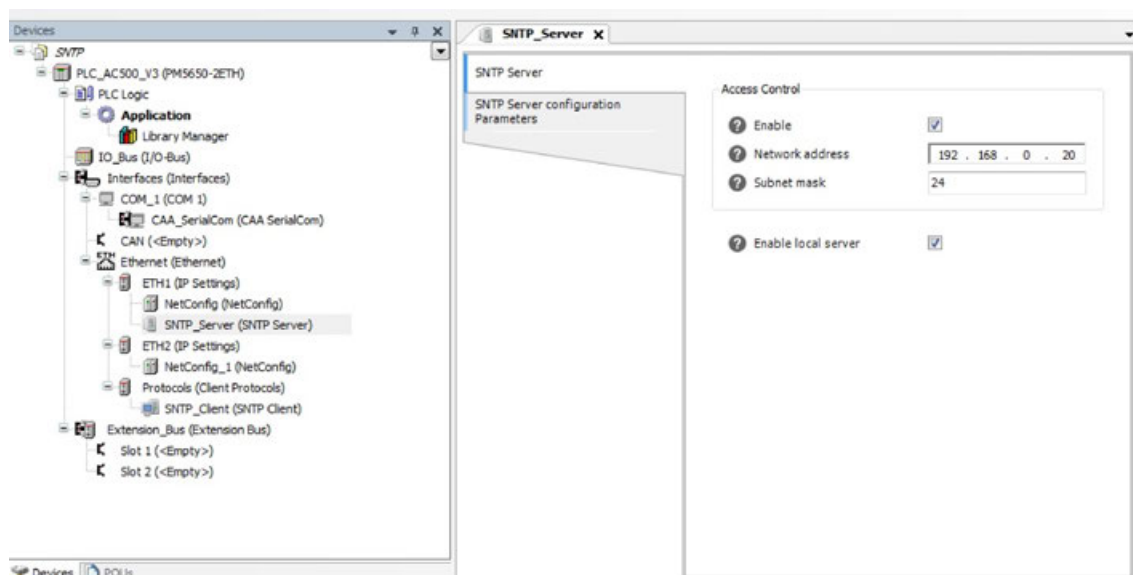 Devices
SNTP
PLC_AC500_V3 (PM5650-2ETH)
PLC Logic
Application
Library Manager
IO_Bus (I/O-Bus)
Interfaces (Interfaces)
COM_1 (COM 1)
CAA_SerialCom (CAA SerialCom)
CAN (<Empty>)
Ethernet (Ethernet)
ETH1 (IP Settings)
NetConfig (NetConfig)
SNTP_Server (SNTP Server)
ETH2 (IP Settings)
NetConfig_1 (NetConfig)
Protocols (Client Protocols)
SNTP_Client (SNTP Client)
Extension_Bus (Extension Bus)
Slot 1 (<Empty>)
Slot 2 (<Empty>)
Devices POUs
SNTP_Server X
SNTP Server
SNTP Server configuration
Parameters
Access Control
Enable
Network address 192 . 168 . 0 . 20
Subnet mask 24
Enable local server